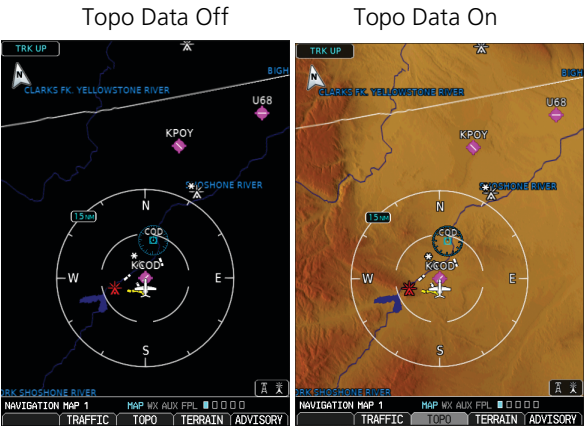 Topo Data Off
Topo Data On
TRK UP
N
BIGH
CLARKS FK. YELLOWSTONE RIVER
U68
KPOY
SHOSHONE RIVER
N
15NM
COD
KCOD
W
E
S
ORK SHOSHONE RIVER
NAVIGATION MAP 1 MAP WX AUX FPL
TRAFFIC TOPO TERRAIN ADVISORY
TRK UP
N
BIGH
CLARKS FK. YELLOWSTONE RIVER
U68
KPOY
SHOSHONE RIVER
N
15NM
COD
KCOD
W
E
S
ORK SHOSHONE RIVER
NAVIGATION MAP 1 MAP WX AUX FPL
TRAFFIC TOPO TERRAIN ADVISORY